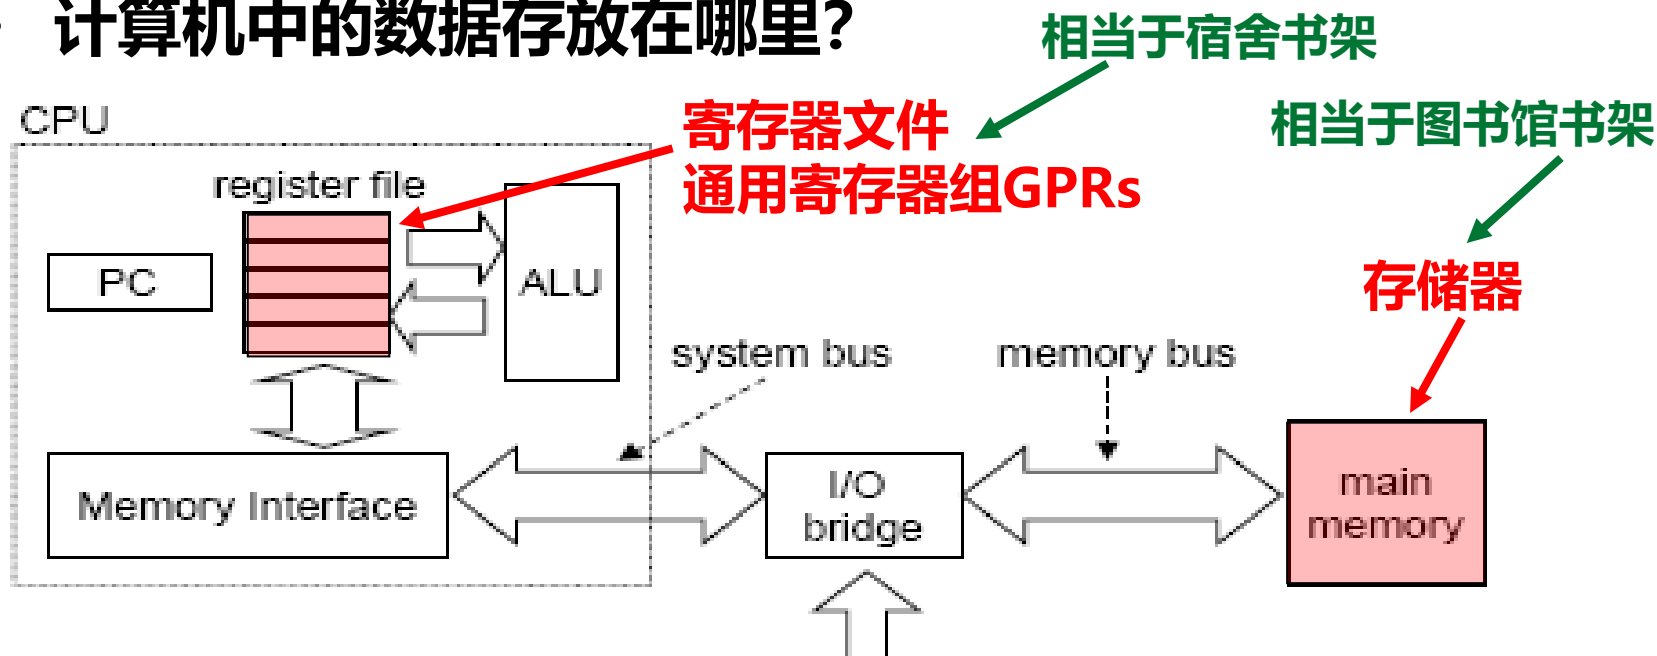 计算机中的数据存放在哪里？
相当于宿舍书架
CPU
寄存器文件
相当于图书馆书架
register file
通用寄存器组GPRs
PC
ALU
存储器
system bus
memory bus
Memory Interface
I/O
bridge
main
memory